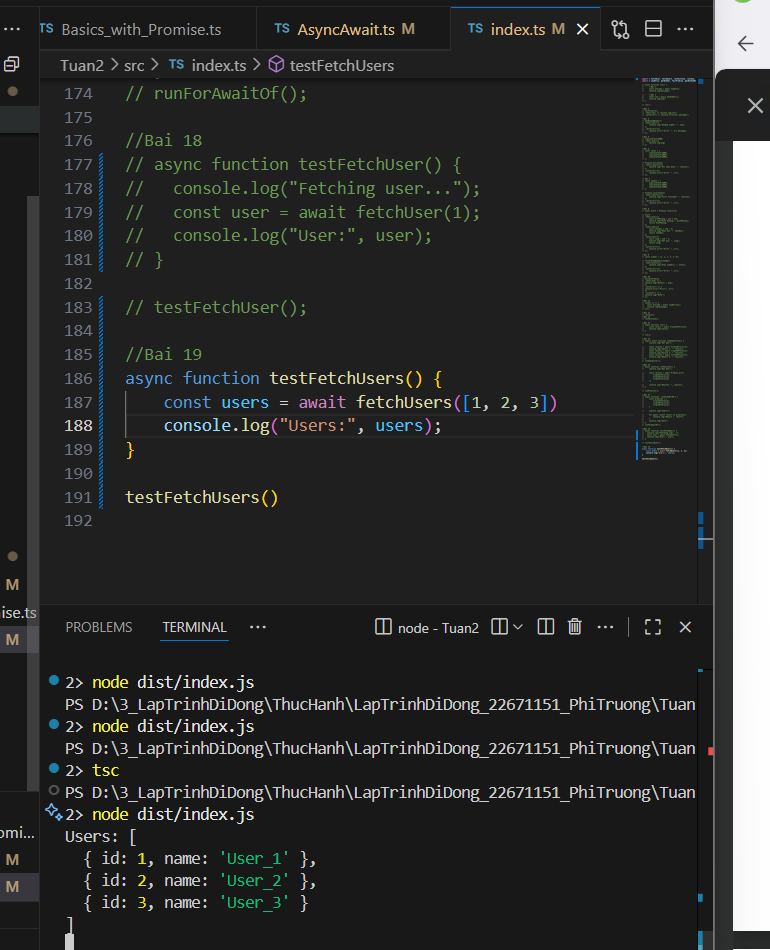 TS Basics_with_Promise.ts TS AsyncAwait.ts M TS index.ts M
Tuan2 > src > TS index.ts > testFetchUsers
174 // runForAwaitOf();
175
176 //Bai 18
177 // async function testFetchUser() {
178 //   console.log("Fetching user...");
179 //   const user = await fetchUser(1);
180 //   console.log("User:", user);
181 // }
182
183 // testFetchUser();
184
185 //Bai 19
186 async function testFetchUsers() {
187     const users = await fetchUsers([1, 2, 3])
188     console.log("Users:", users);
189 }
190
191 testFetchUsers()
192
M
ise.ts
M
omi...
M
M
PROBLEMS TERMINAL ... node - Tuan2
2> node dist/index.js
PS D:\3_LapTrinhDiDong\ThucHanh\LapTrinhDiDong_22671151_PhiTruong\Tuan
2> node dist/index.js
PS D:\3_LapTrinhDiDong\ThucHanh\LapTrinhDiDong_22671151_PhiTruong\Tuan
2> tsc
PS D:\3_LapTrinhDiDong\ThucHanh\LapTrinhDiDong_22671151_PhiTruong\Tuan
2> node dist/index.js
Users: [
  { id: 1, name: 'User_1' },
  { id: 2, name: 'User_2' },
  { id: 3, name: 'User_3' }
]